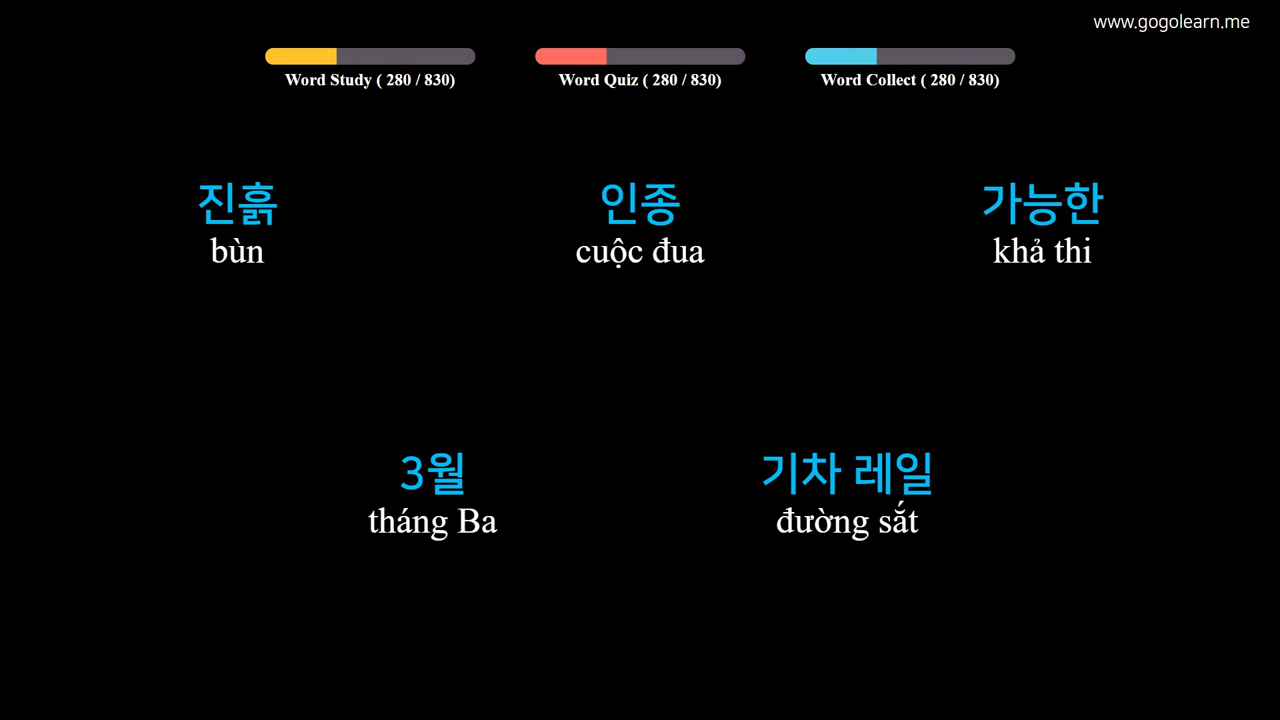 www.gogolearn.me
Word Study ( 280 / 830)
Word Quiz ( 280 / 830)
Word Collect ( 280 / 830)
진흙
bùn
인종
cuộc đua
가능한
khả thi
3월
tháng Ba
기차 레일
đường sắt